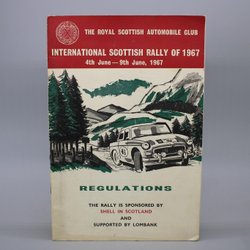 THE ROYAL SCOTTISH AUTOMOBILE CLUB
INTERNATIONAL SCOTTISH RALLY OF 1967
4th June — 9th June, 1967
REGULATIONS
THE RALLY IS SPONSORED BY
SHELL IN SCOTLAND
AND
SUPPORTED BY LOMBANK